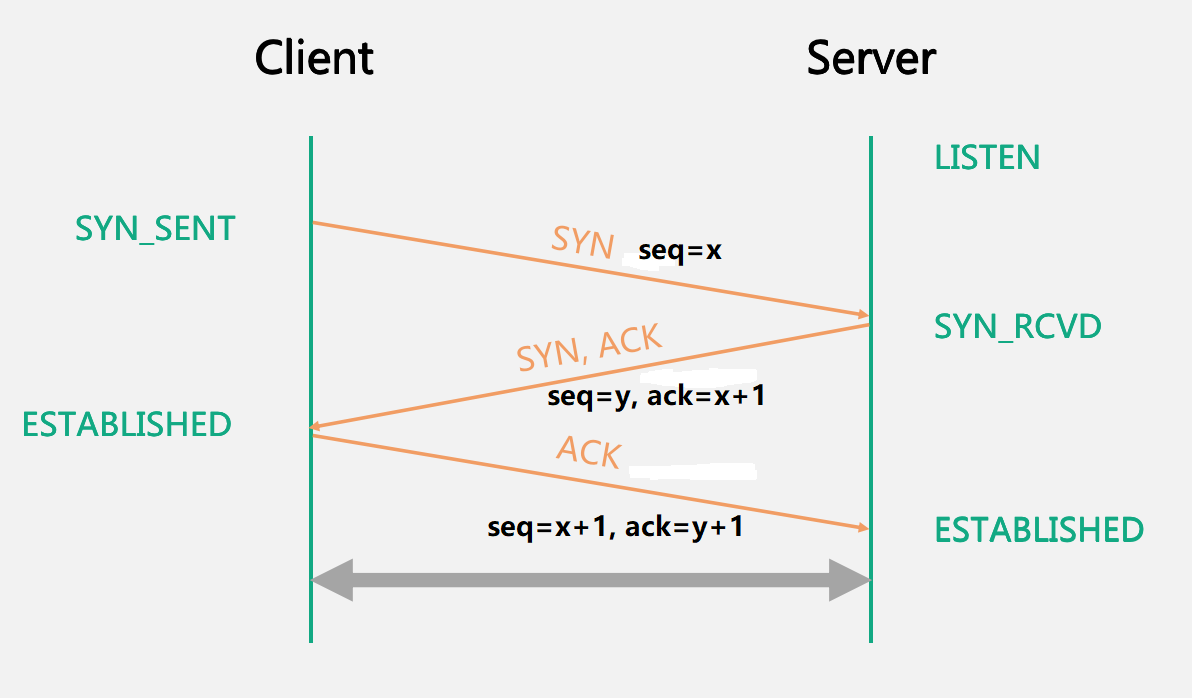 Client
Server
LISTEN
SYN_SENT
SYN
seq=x
SYN_RCVD
SYN, ACK
seq=y, ack=x+1
ESTABLISHED
ACK
seq=x+1, ack=y+1
ESTABLISHED